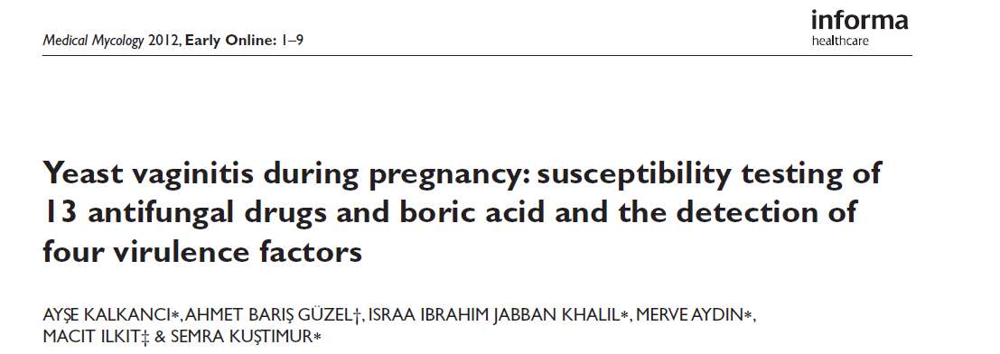 informa
healthcare
Medical Mycology 2012, Early Online: 1–9
Yeast vaginitis during pregnancy: susceptibility testing of
13 antifungal drugs and boric acid and the detection of
four virulence factors
AYŞE KALKANCI*, AHMET BARIŞ GÜZEL†, ISRAA IBRAHIM JABBAN KHALIL*, MERVE AYDIN*,
MACIT ILKIT‡ & SEMRA KUŞTIMUR*